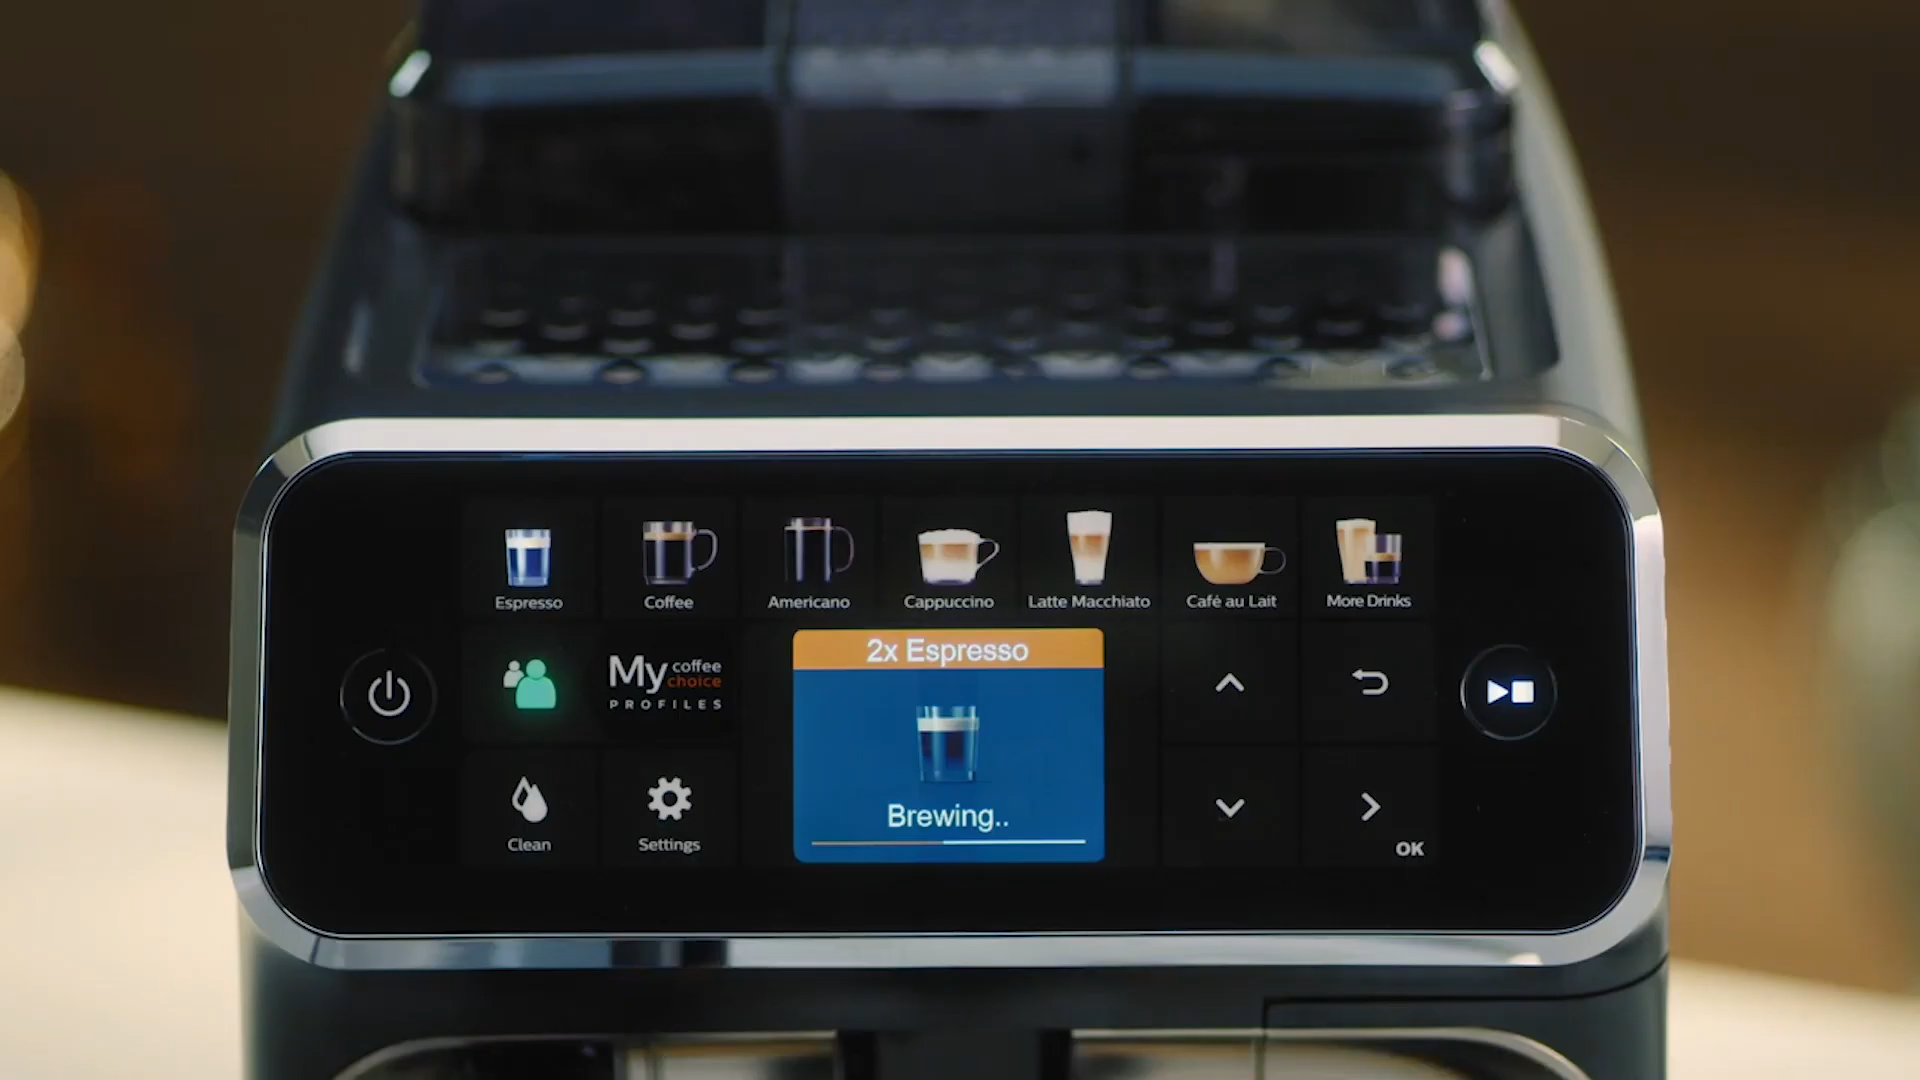 Espresso
Coffee
Americano
Cappuccino
Latte Macchiato
Café au Lait
More Drinks
My coffee choice
PROFILES
2x Espresso
Brewing..
Clean
Settings
OK